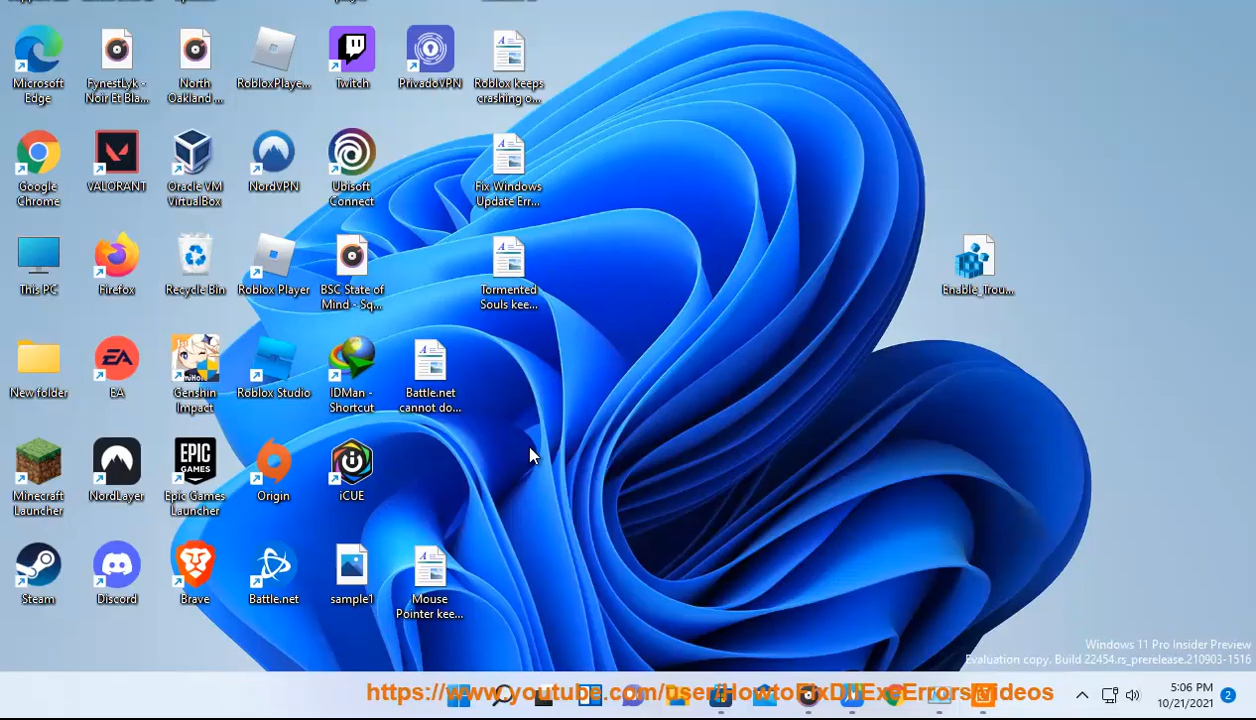 Microsoft Edge
FynestLyk - Noir Et Bla...
North Oakland ...
RobloxPlaye...
Twitch
PrivadoVPN
Roblox keeps crashing o...
Google Chrome
VALORANT
Oracle VM VirtualBox
NordVPN
Ubisoft Connect
Fix Windows Update Err...
This PC
Firefox
Recycle Bin
Roblox Player
BSC State of Mind - Sq...
Tormented Souls kee...
Enable_Trou...
New folder
EA
Genshin Impact
Roblox Studio
IDMan - Shortcut
Battle.net cannot do...
Minecraft Launcher
NordLayer
EPIC GAMES
Epic Games Launcher
Origin
iCUE
Steam
Discord
Brave
Battle.net
sample1
Mouse Pointer kee...
Windows 11 Pro Insider Preview
Evaluation copy. Build 22454.rs_prerelease.210903-1516
https://www.youtube.com/user/HowtoFixDllExeErrors/videos
5:06 PM
10/21/2021
2